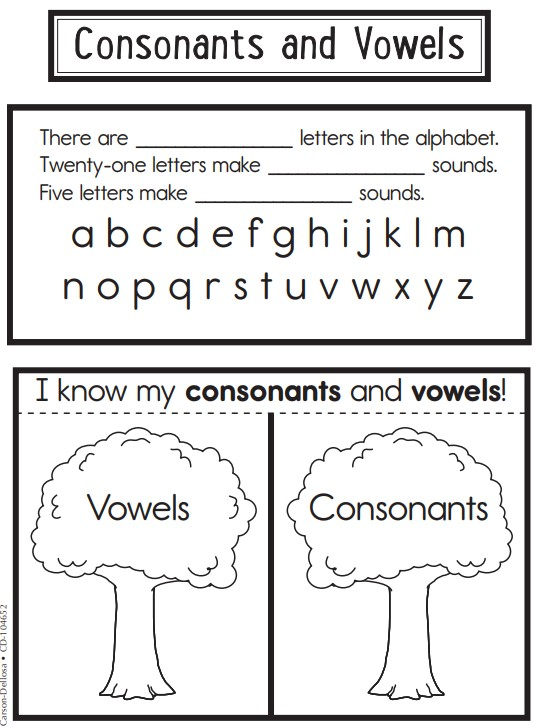 Consonants and Vowels
There are _______________ letters in the alphabet.
Twenty-one letters make _______________ sounds.
Five letters make _______________ sounds.
a b c d e f g h i j k l m
n o p q r s t u v w x y z
I know my consonants and vowels!
Vowels
Consonants
Carson-Dellosa • CD-104652